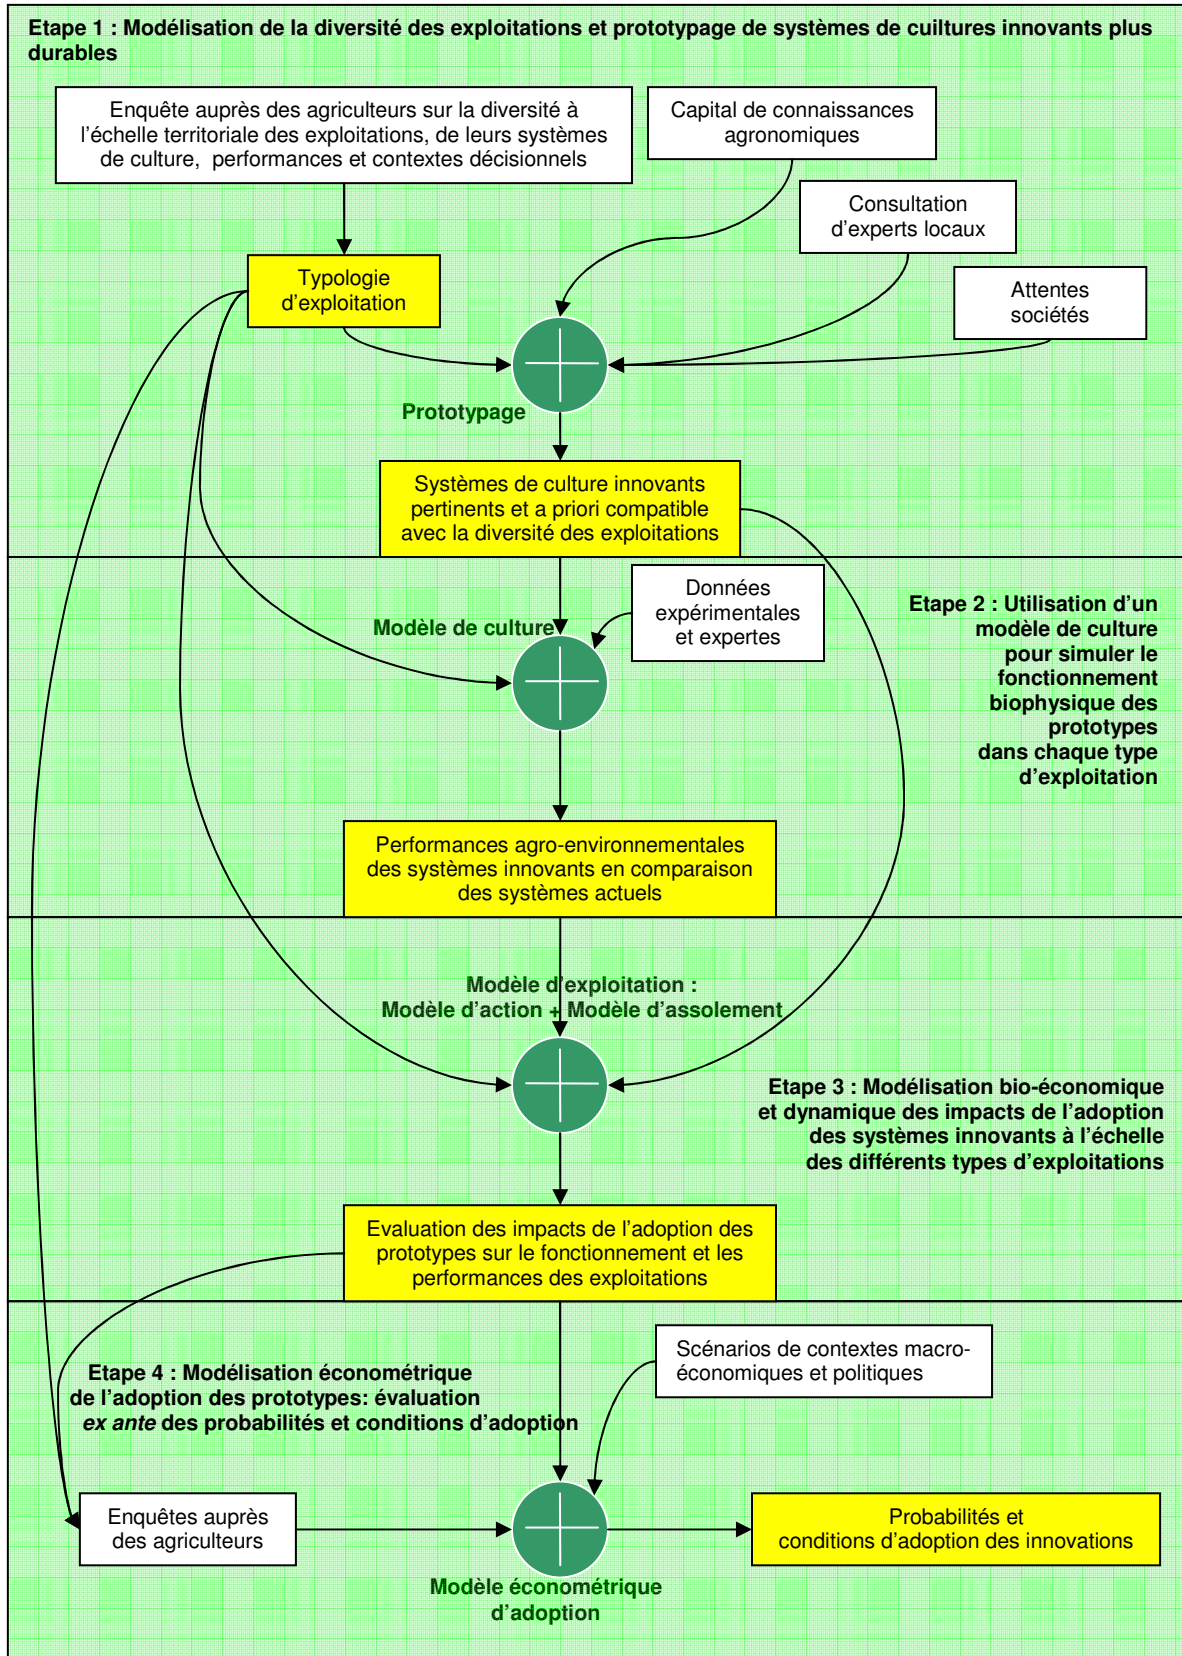 Etape 1 : Modélisation de la diversité des exploitations et prototypage de systèmes de cuiltures innovants plus
durables
Enquête auprès des agriculteurs sur la diversité à
l'échelle territoriale des exploitations, de leurs systèmes
de culture, performances et contextes décisionnels
Capital de connaissances
agronomiques
Consultation
d'experts locaux
Typologie
d'exploitation
Attentes
sociétés
Prototypage
Systèmes de culture innovants
pertinents et a priori compatible
avec la diversité des exploitations
Données
expérimentales
et expertes
Modèle de culture
Etape 2 : Utilisation d'un
modèle de culture
pour simuler le
fonctionnement
biophysique des
prototypes
dans chaque type
d'exploitation
Performances agro-environnementales
des systèmes innovants en comparaison
des systèmes actuels
Modèle d'exploitation :
Modèle d'action + Modèle d'assolement
Etape 3 : Modélisation bio-économique
et dynamique des impacts de l'adoption
des systèmes innovants à l'échelle
des différents types d'exploitations
Evaluation des impacts de l'adoption des
prototypes sur le fonctionnement et les
performances des exploitations
Scénarios de contextes macro-
économiques et politiques
Etape 4 : Modélisation économétrique
de l'adoption des prototypes: évaluation
ex ante des probabilités et conditions d'adoption
Enquêtes auprès
des agriculteurs
Probabilités et
conditions d'adoption des innovations
Modèle économétrique
d'adoption